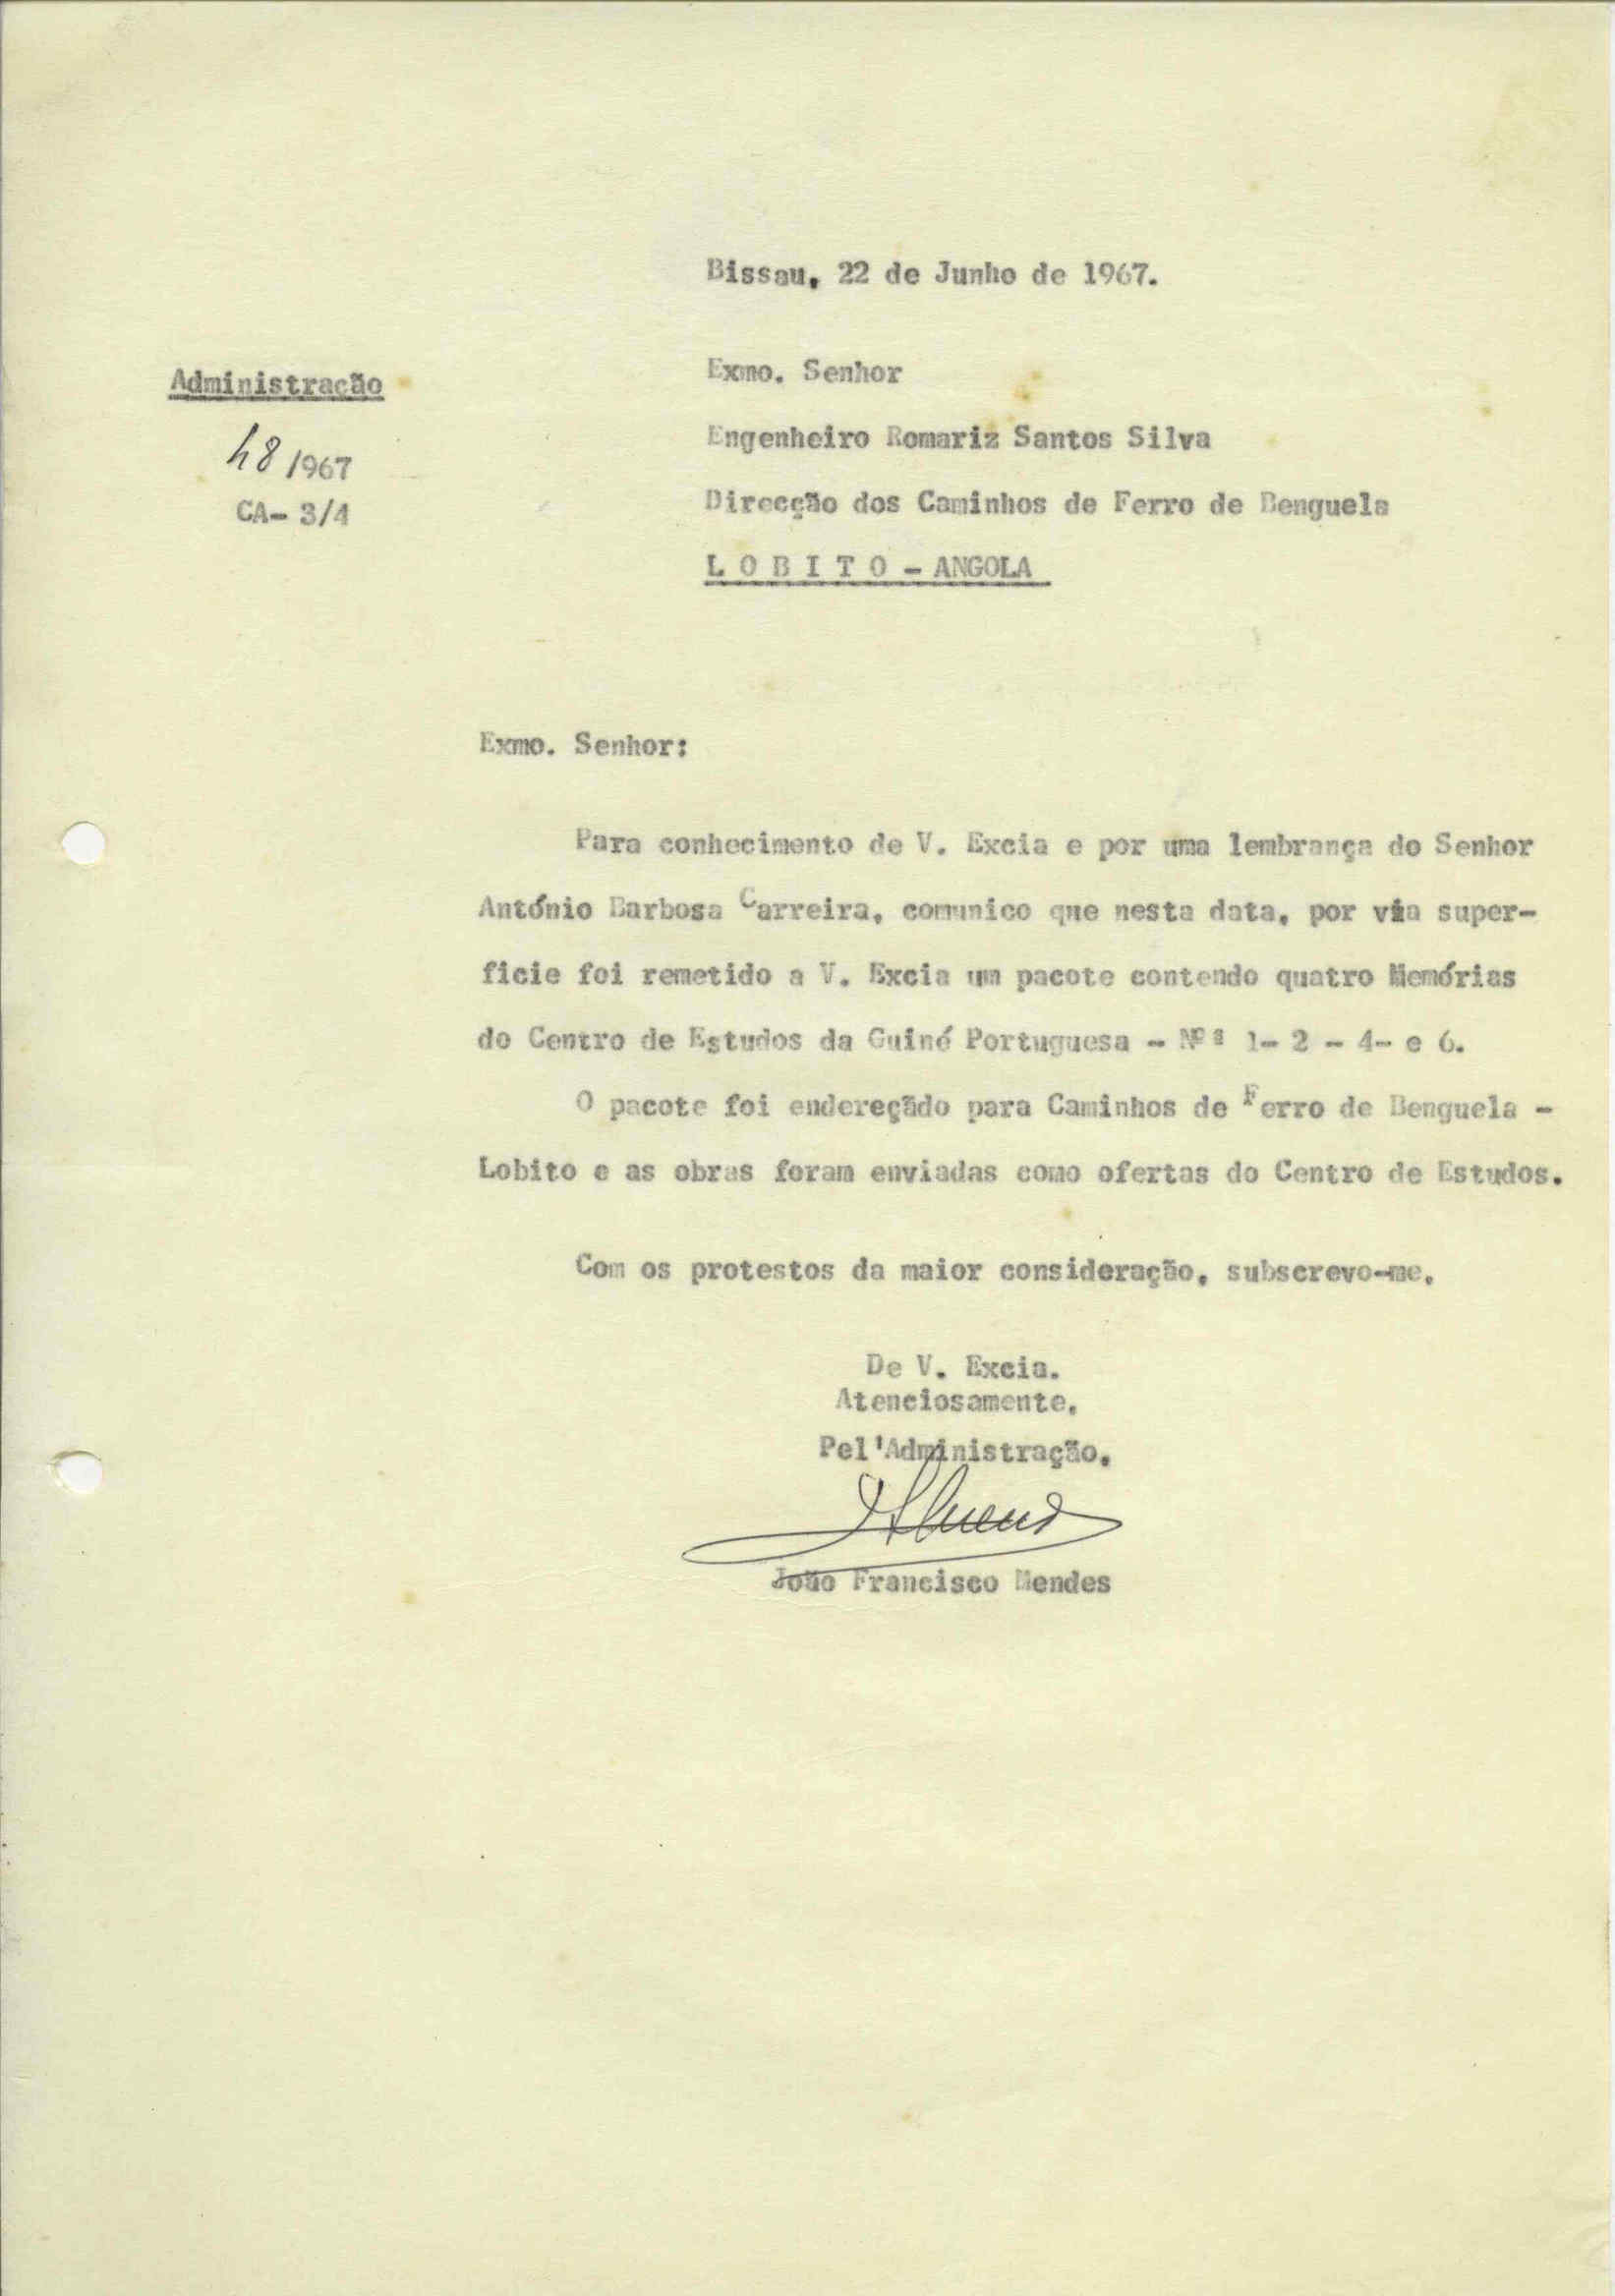 Bissau, 22 de Junho de 1967.
Administração
48/1967
CA- 3/4
Exmo. Senhor
Engenheiro Romariz Santos Silva
Direcção dos Caminhos de Ferro de Benguela
L O B I T O - ANGOLA
Exmo. Senhor:
Para conhecimento de V. Excia e por uma lembrança do Senhor
António Barbosa Carreira, comunico que nesta data, por via super-
ficie foi remetido a V. Excia um pacote contendo quatro Memórias
do Centro de Estudos da Guiné Portuguesa - Nºs 1- 2 - 4- e 6.
O pacote foi endereçãdo para Caminhos de Ferro de Benguela -
Lobito e as obras foram enviadas como ofertas do Centro de Estudos.
Com os protestos da maior consideração, subscrevo-me,
De V. Excia.
Atenciosamente,
Pel'Administração,
João Francisco Mendes